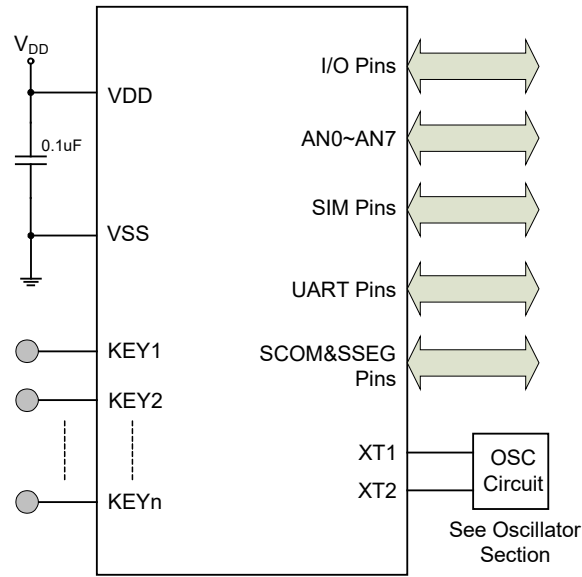 V_DD
VDD
0.1uF
VSS
KEY1
KEY2
KEYn
I/O Pins
AN0~AN7
SIM Pins
UART Pins
SCOM&SSEG
Pins
XT1
XT2
OSC
Circuit
See Oscillator
Section